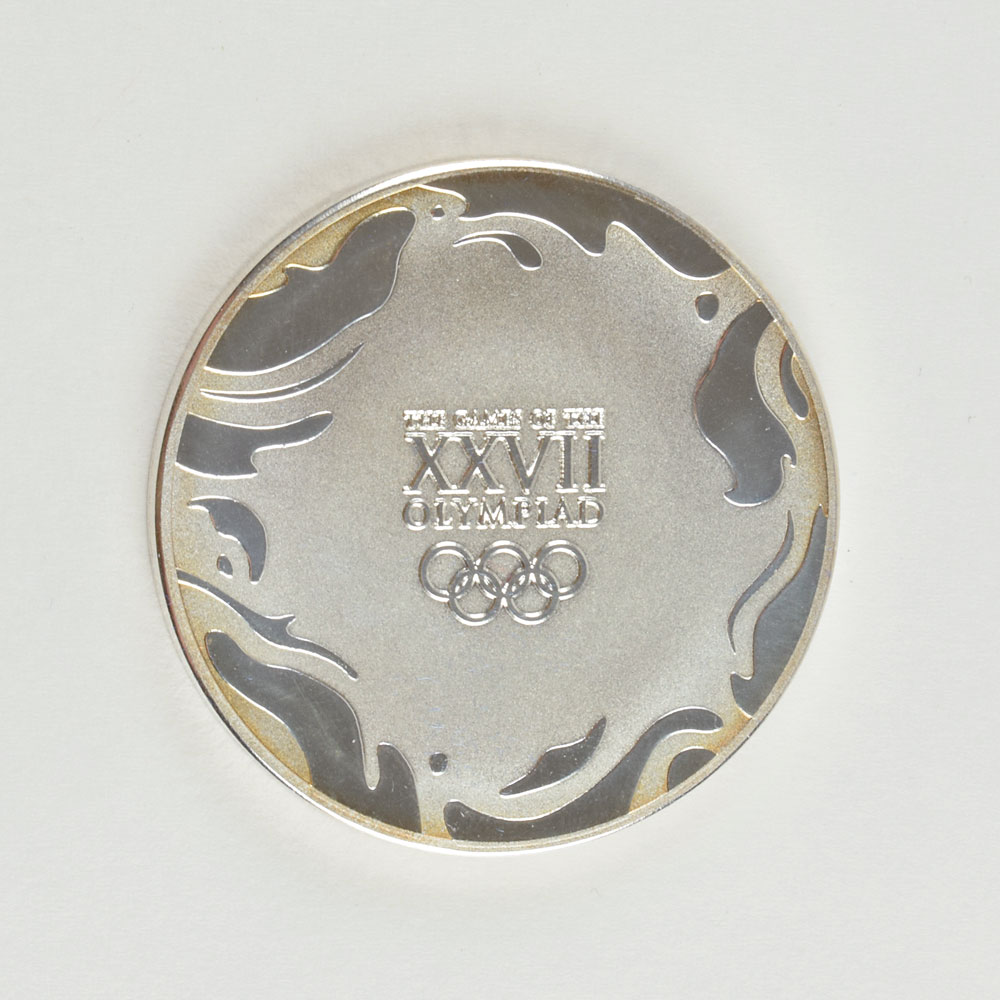 THE GAMES OF THE
XXVII
OLYMPIAD